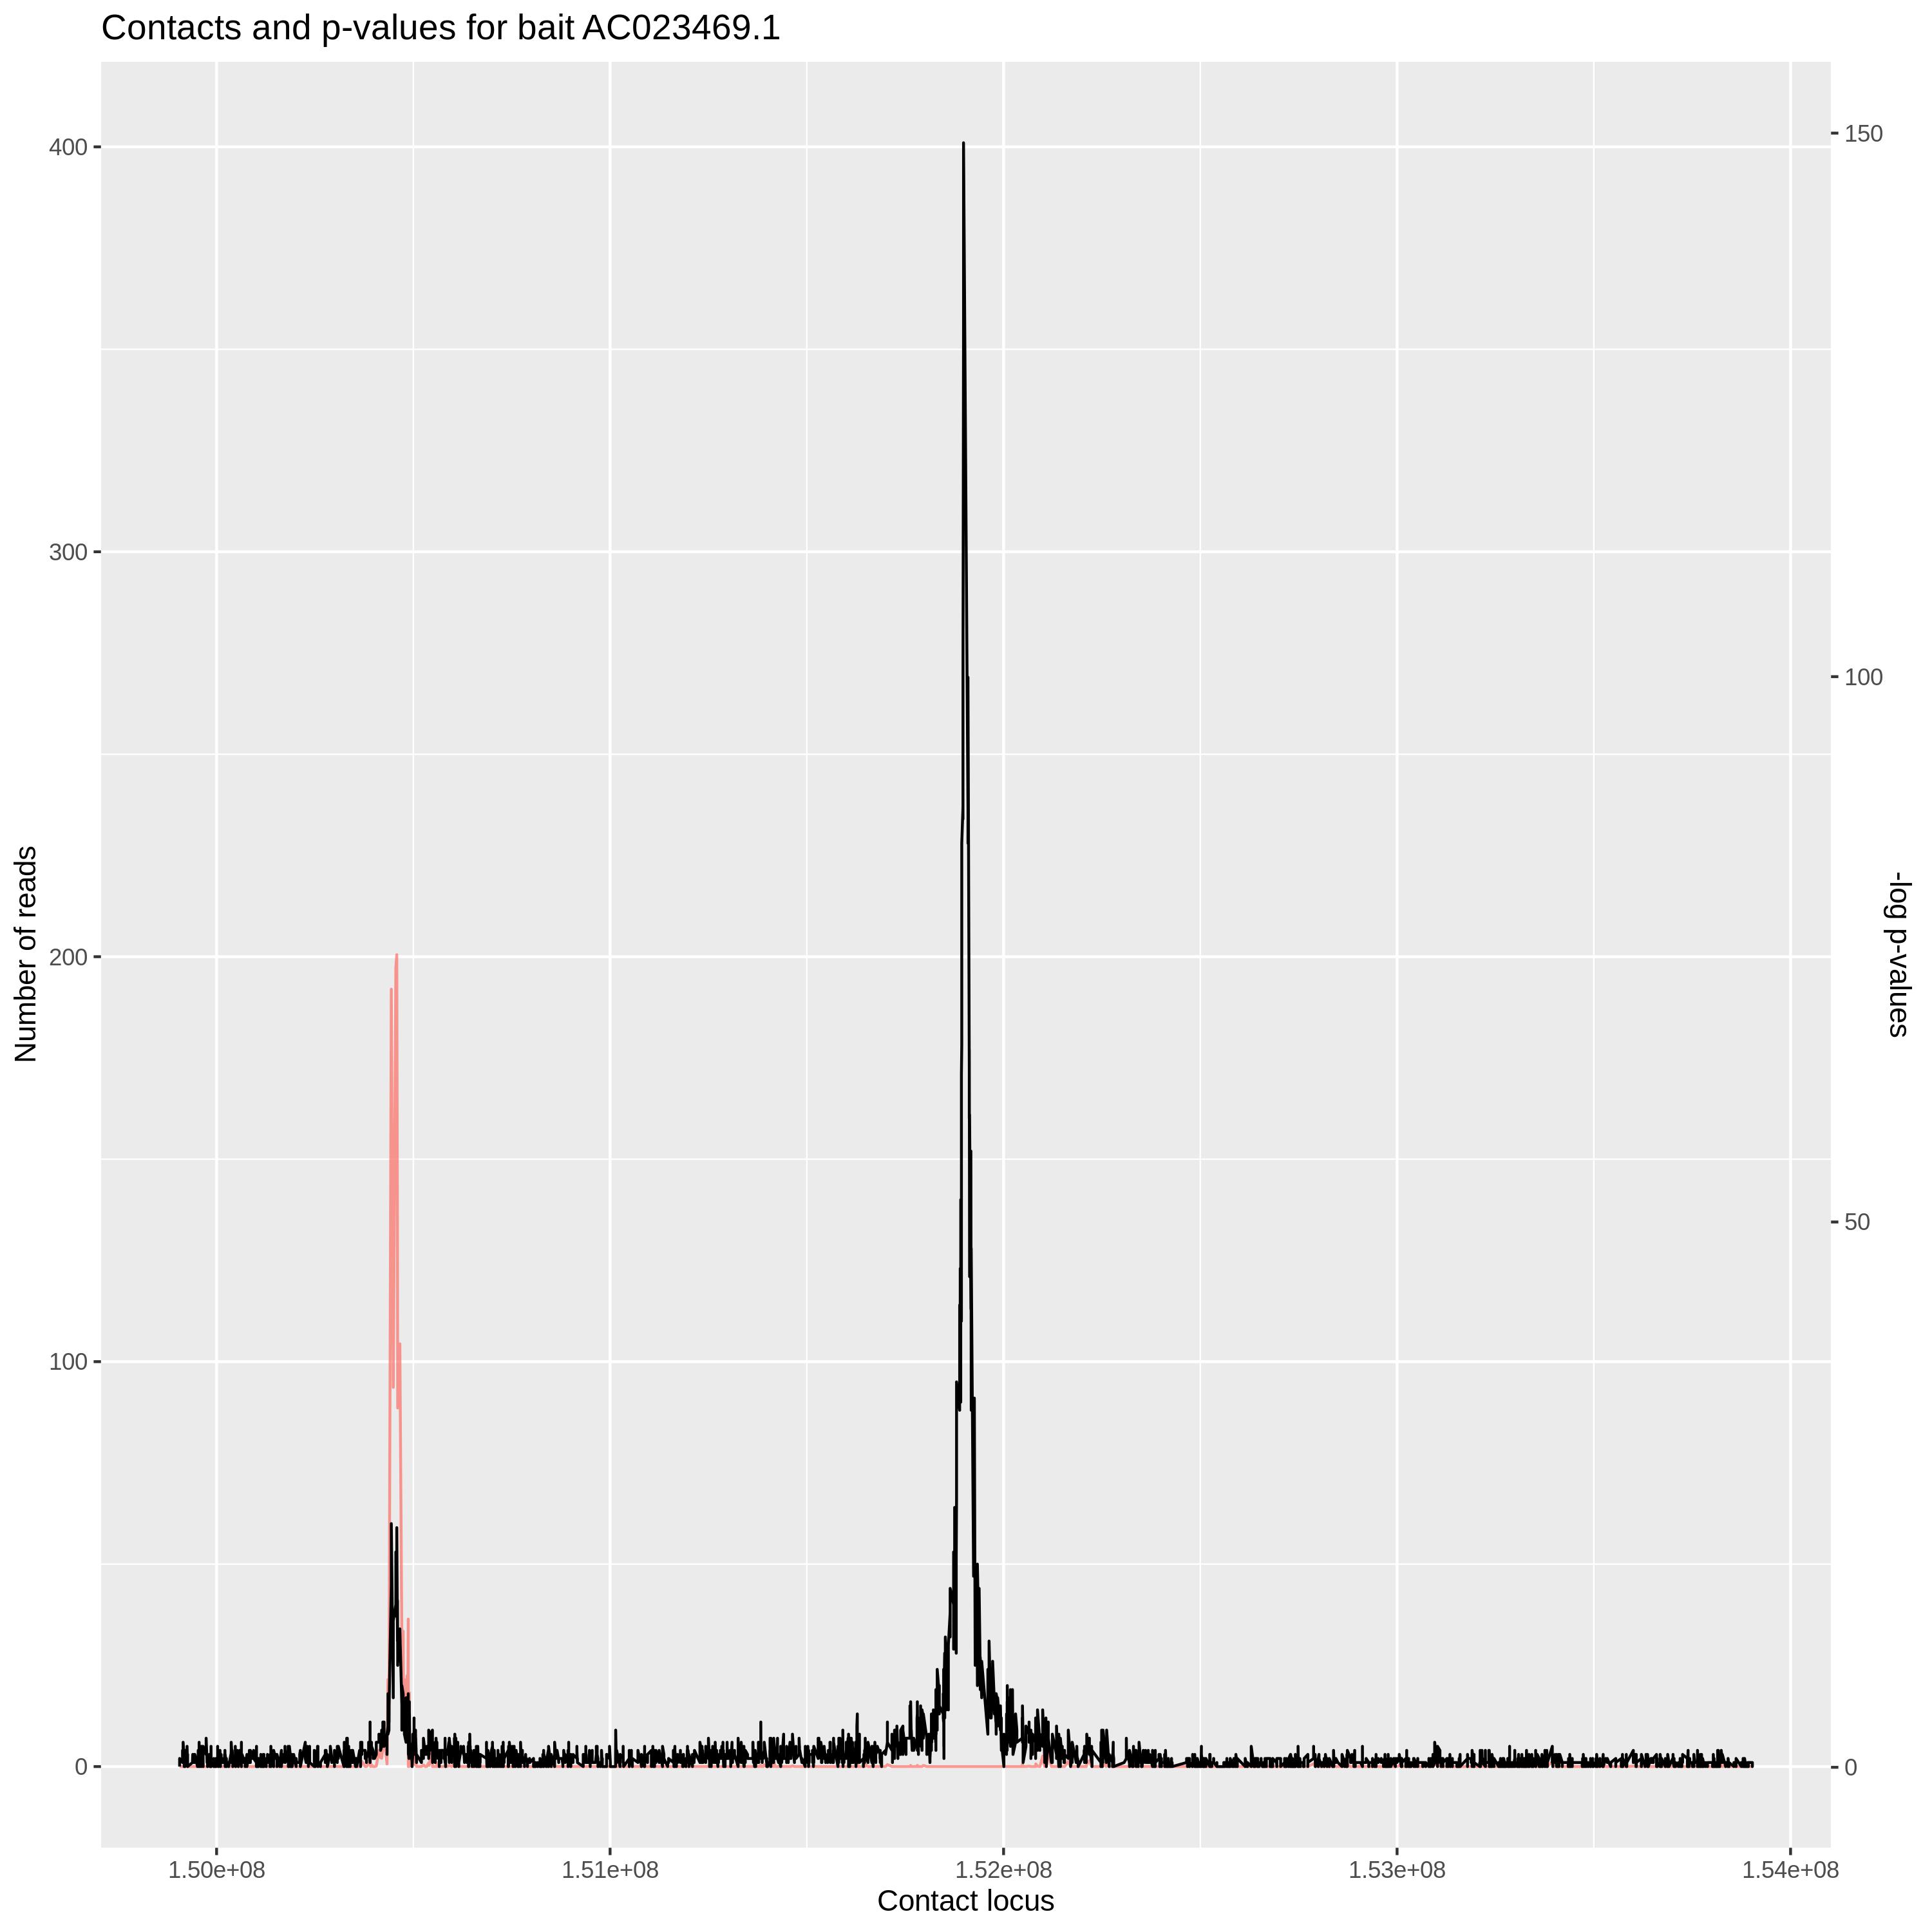 Contacts and p-values for bait AC023469.1
400
300
200
100
0
150
100
50
0
Number of reads
-log p-values
1.50e+08 1.51e+08 1.52e+08 1.53e+08 1.54e+08
Contact locus